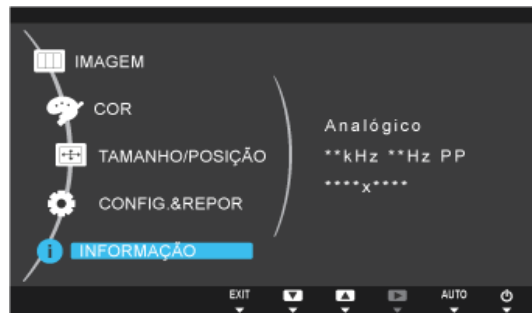 IMAGEM
COR
TAMANHO/POSIÇÃO
CONFIG.&REPOR
INFORMAÇÃO
Analógico
**kHz **Hz PP
****x****
EXIT AUTO